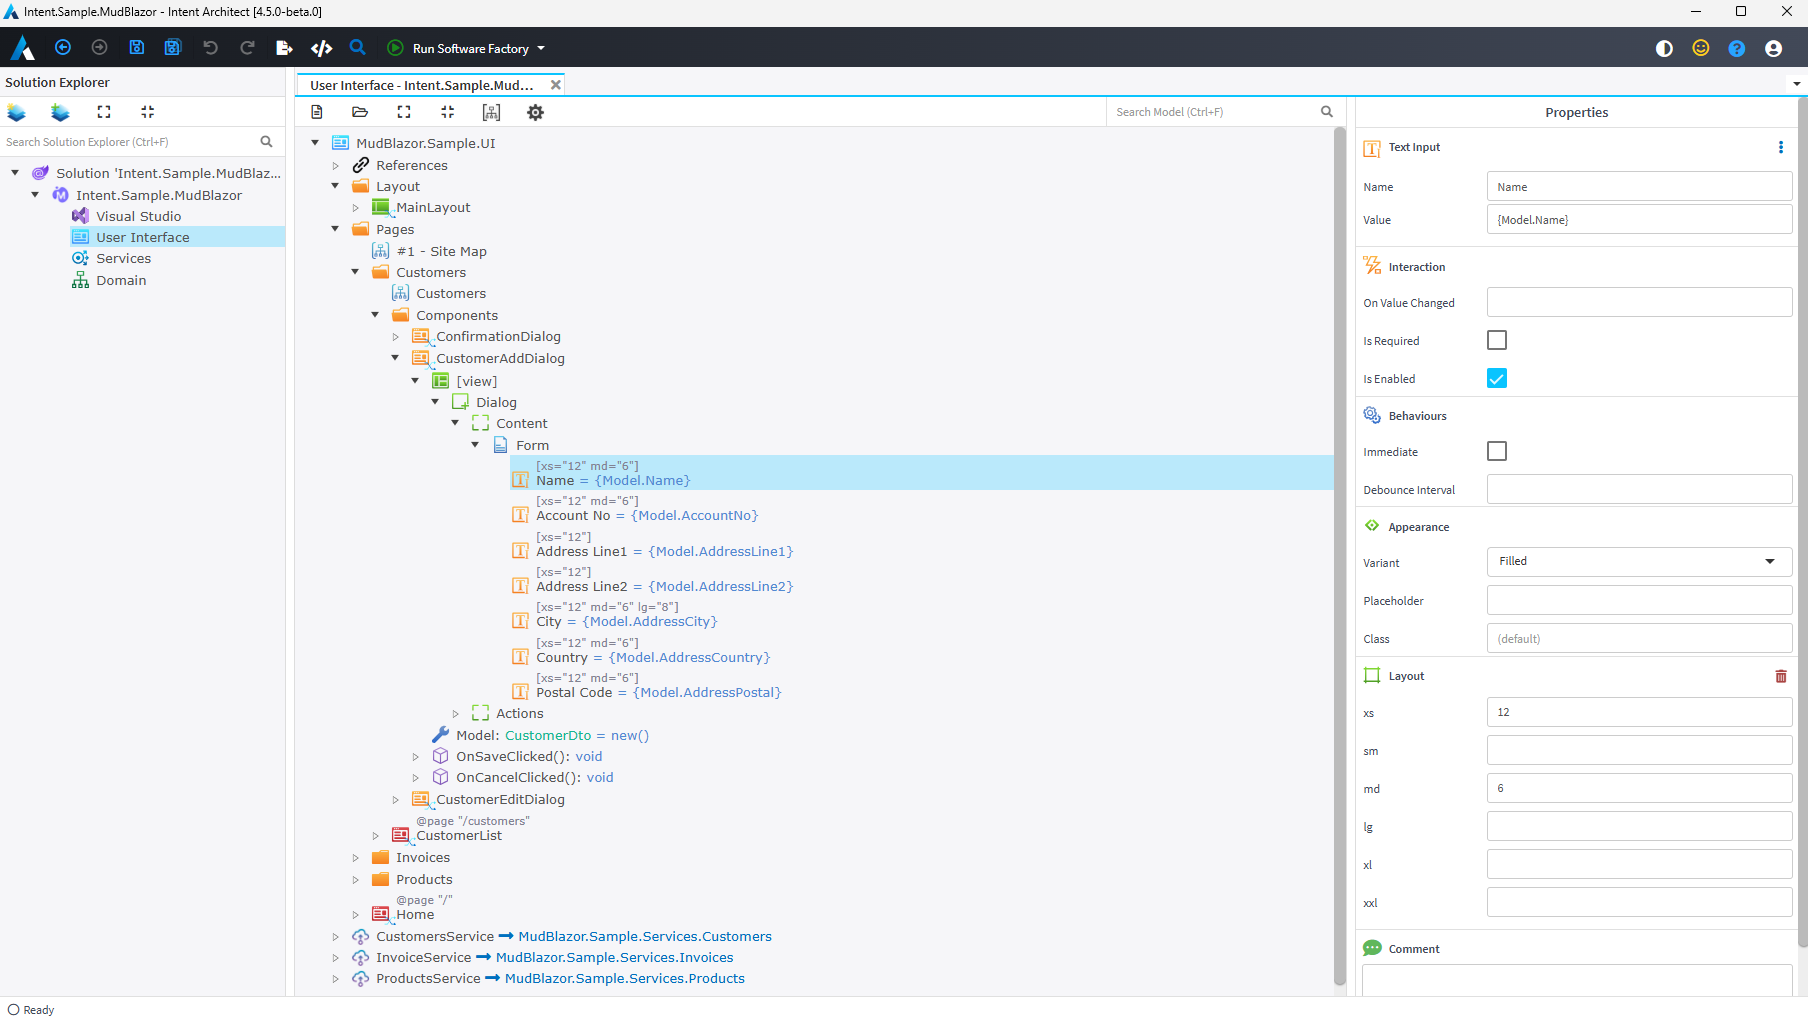 Intent.Sample.MudBlazor - Intent Architect [4.5.0-beta.0]
Run Software Factory
Solution Explorer
Search Solution Explorer (Ctrl+F)
Solution 'Intent.Sample.MudBlaz...
Intent.Sample.MudBlazor
Visual Studio
User Interface
Services
Domain
User Interface - Intent.Sample.Mud...
Search Model (Ctrl+F)
MudBlazor.Sample.UI
References
Layout
MainLayout
Pages
#1 - Site Map
Customers
Customers
Components
ConfirmationDialog
CustomerAddDialog
[view]
Dialog
Content
Form
[xs="12" md="6"]
Name = {Model.Name}
[xs="12" md="6"]
Account No = {Model.AccountNo}
[xs="12"]
Address Line1 = {Model.AddressLine1}
[xs="12"]
Address Line2 = {Model.AddressLine2}
[xs="12" md="6" lg="8"]
City = {Model.AddressCity}
[xs="12" md="6"]
Country = {Model.AddressCountry}
[xs="12" md="6"]
Postal Code = {Model.AddressPostal}
Actions
Model: CustomerDto = new()
OnSaveClicked(): void
OnCancelClicked(): void
CustomerEditDialog
@page "/customers"
CustomerList
Invoices
Products
@page "/"
Home
CustomersService → MudBlazor.Sample.Services.Customers
InvoiceService → MudBlazor.Sample.Services.Invoices
ProductsService → MudBlazor.Sample.Services.Products
Properties
Text Input
Name Name
Value {Model.Name}
Interaction
On Value Changed
Is Required
Is Enabled
Behaviours
Immediate
Debounce Interval
Appearance
Variant Filled
Placeholder
Class (default)
Layout
xs 12
sm
md 6
lg
xl
xxl
Comment
Ready